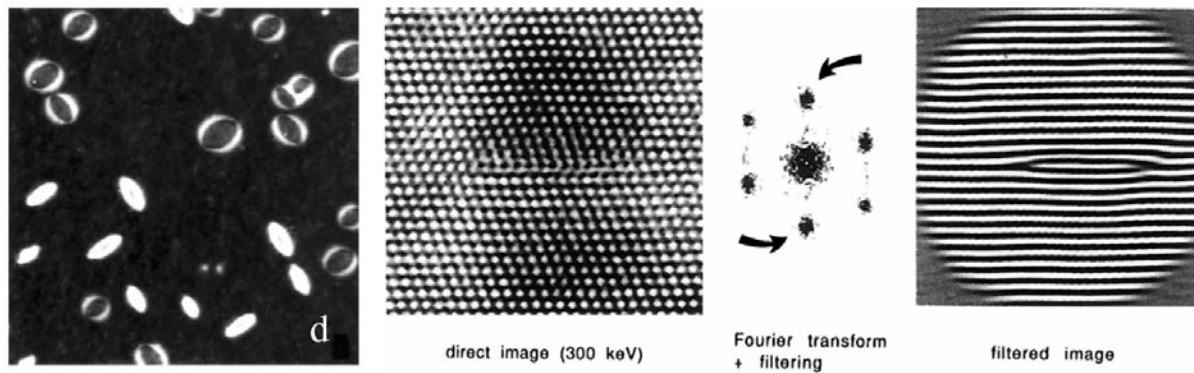 d
direct image (300 keV)
Fourier transform
+ filtering
filtered image